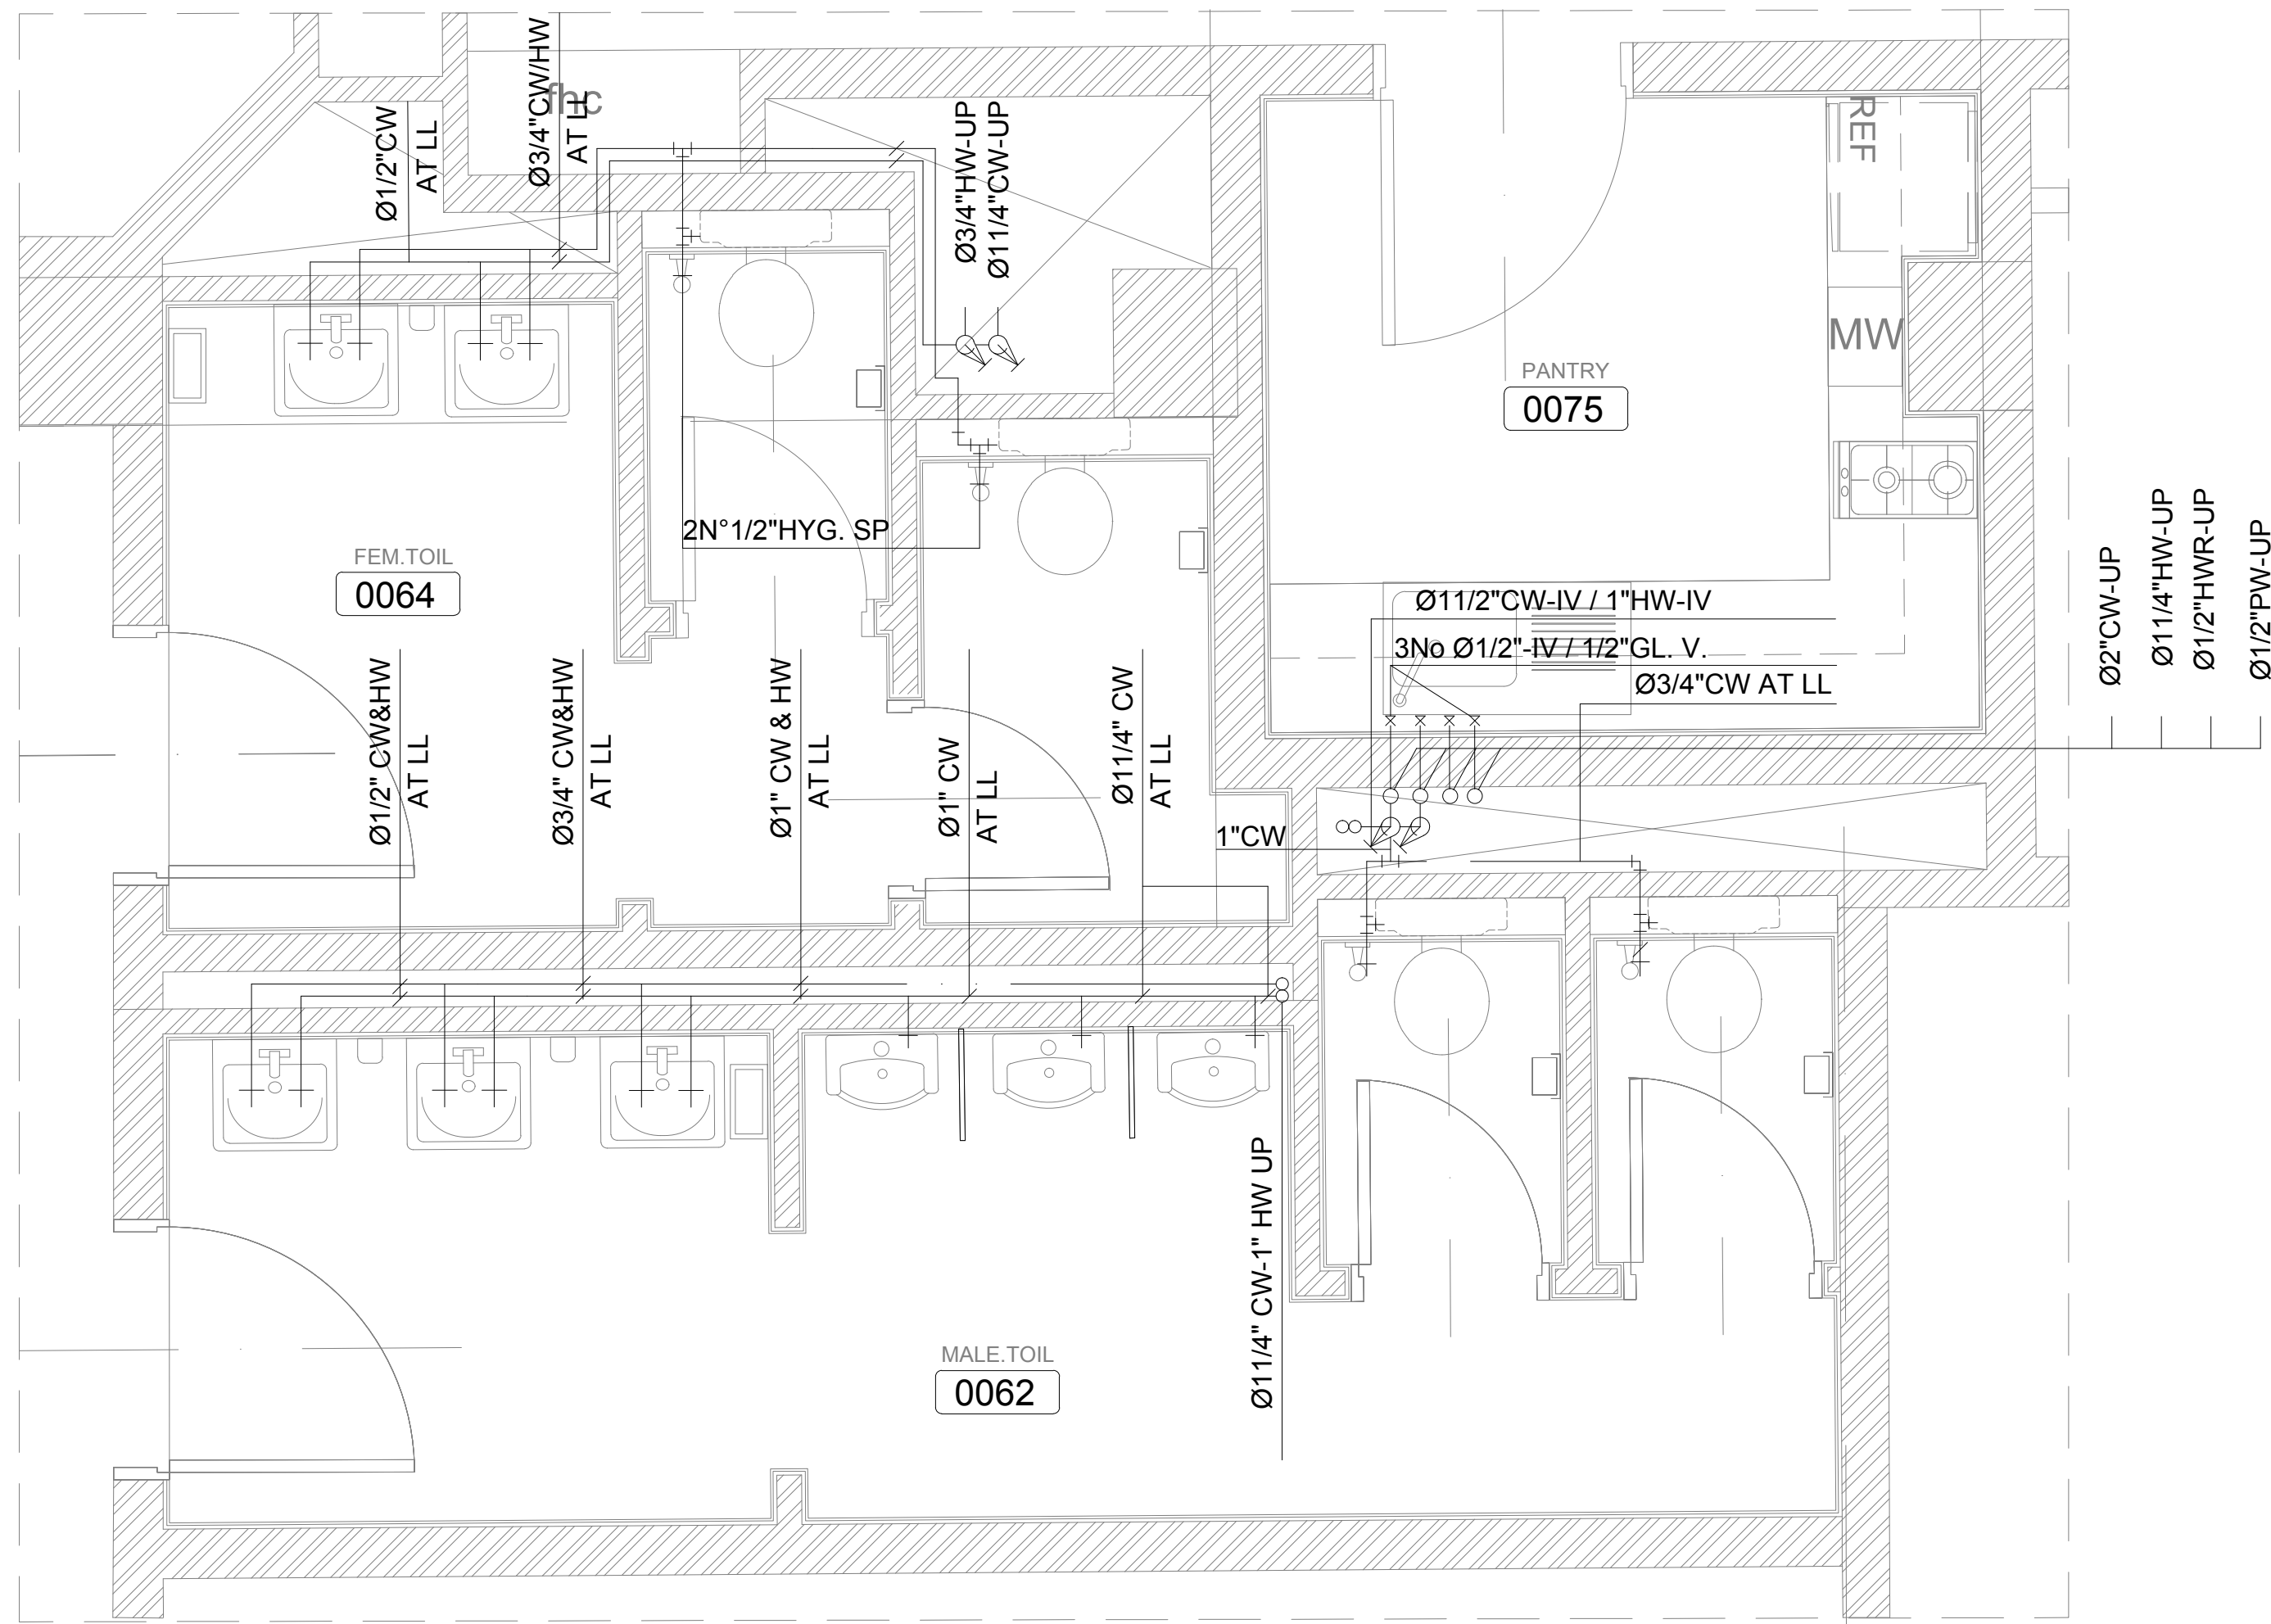 Ø3/4"CW/HW
AT LL
fhc
Ø1/2"CW
AT LL
Ø3/4"HW-UP
Ø11/4"CW-UP
REF
MW
PANTRY
0075
2N°1/2"HYG. SP
FEM.TOIL
0064
Ø11/2"CW-IV / 1"HW-IV
3No Ø1/2"-IV / 1/2"GL. V.
Ø3/4"CW AT LL
Ø2"CW-UP
Ø11/4"HW-UP
Ø1/2"HWR-UP
Ø1/2"PW-UP
Ø1/2" CW&HW
AT LL
Ø3/4" CW&HW
AT LL
Ø1" CW & HW
AT LL
Ø1" CW
AT LL
Ø11/4" CW
AT LL
1"CW
Ø11/4" CW-1" HW UP
MALE.TOIL
0062